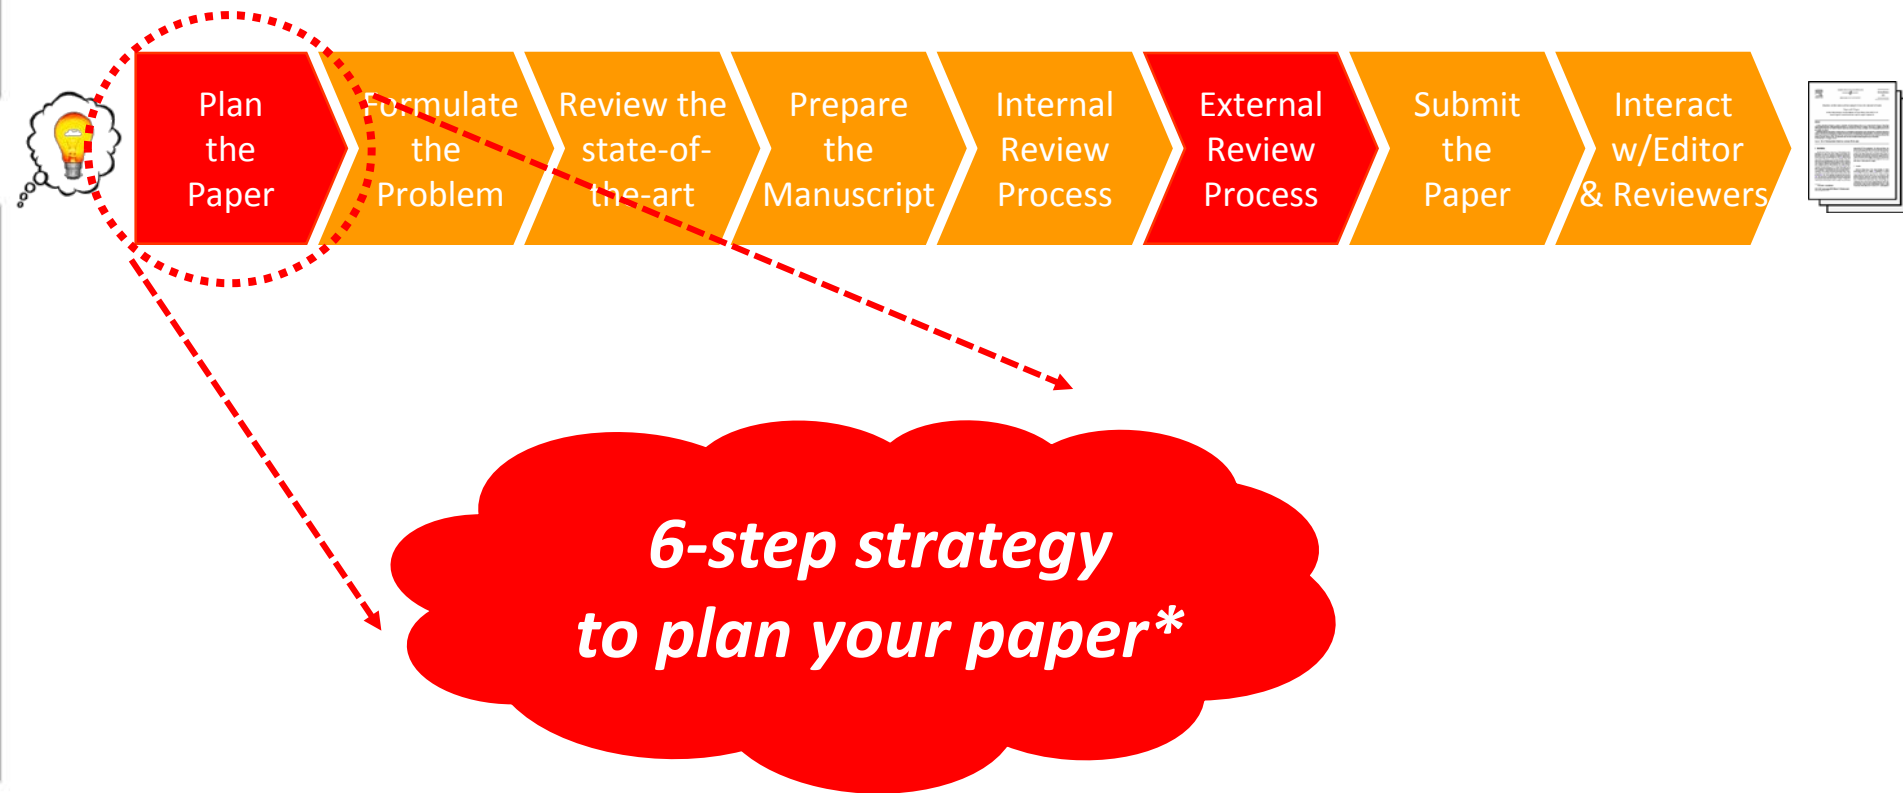 Plan
the
Paper
Formulate
the
Problem
Review the
state-of-
the-art
Prepare
the
Manuscript
Internal
Review
Process
External
Review
Process
Submit
the
Paper
Interact
w/Editor
& Reviewers
6-step strategy
to plan your paper*